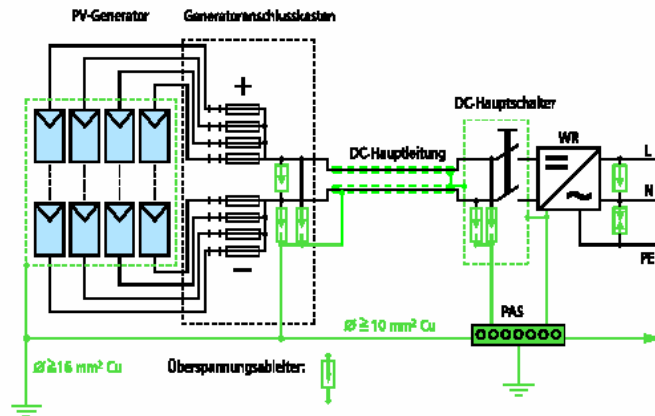 PV-Generator
Generatoranschlusskasten
+
DC-Hauptschalter
WR
L
DC-Hauptleitung
N
–
PE
PAS
Ø ≥ 10 mm² Cu
Ø ≥ 16 mm² Cu
Überspannungsableiter: